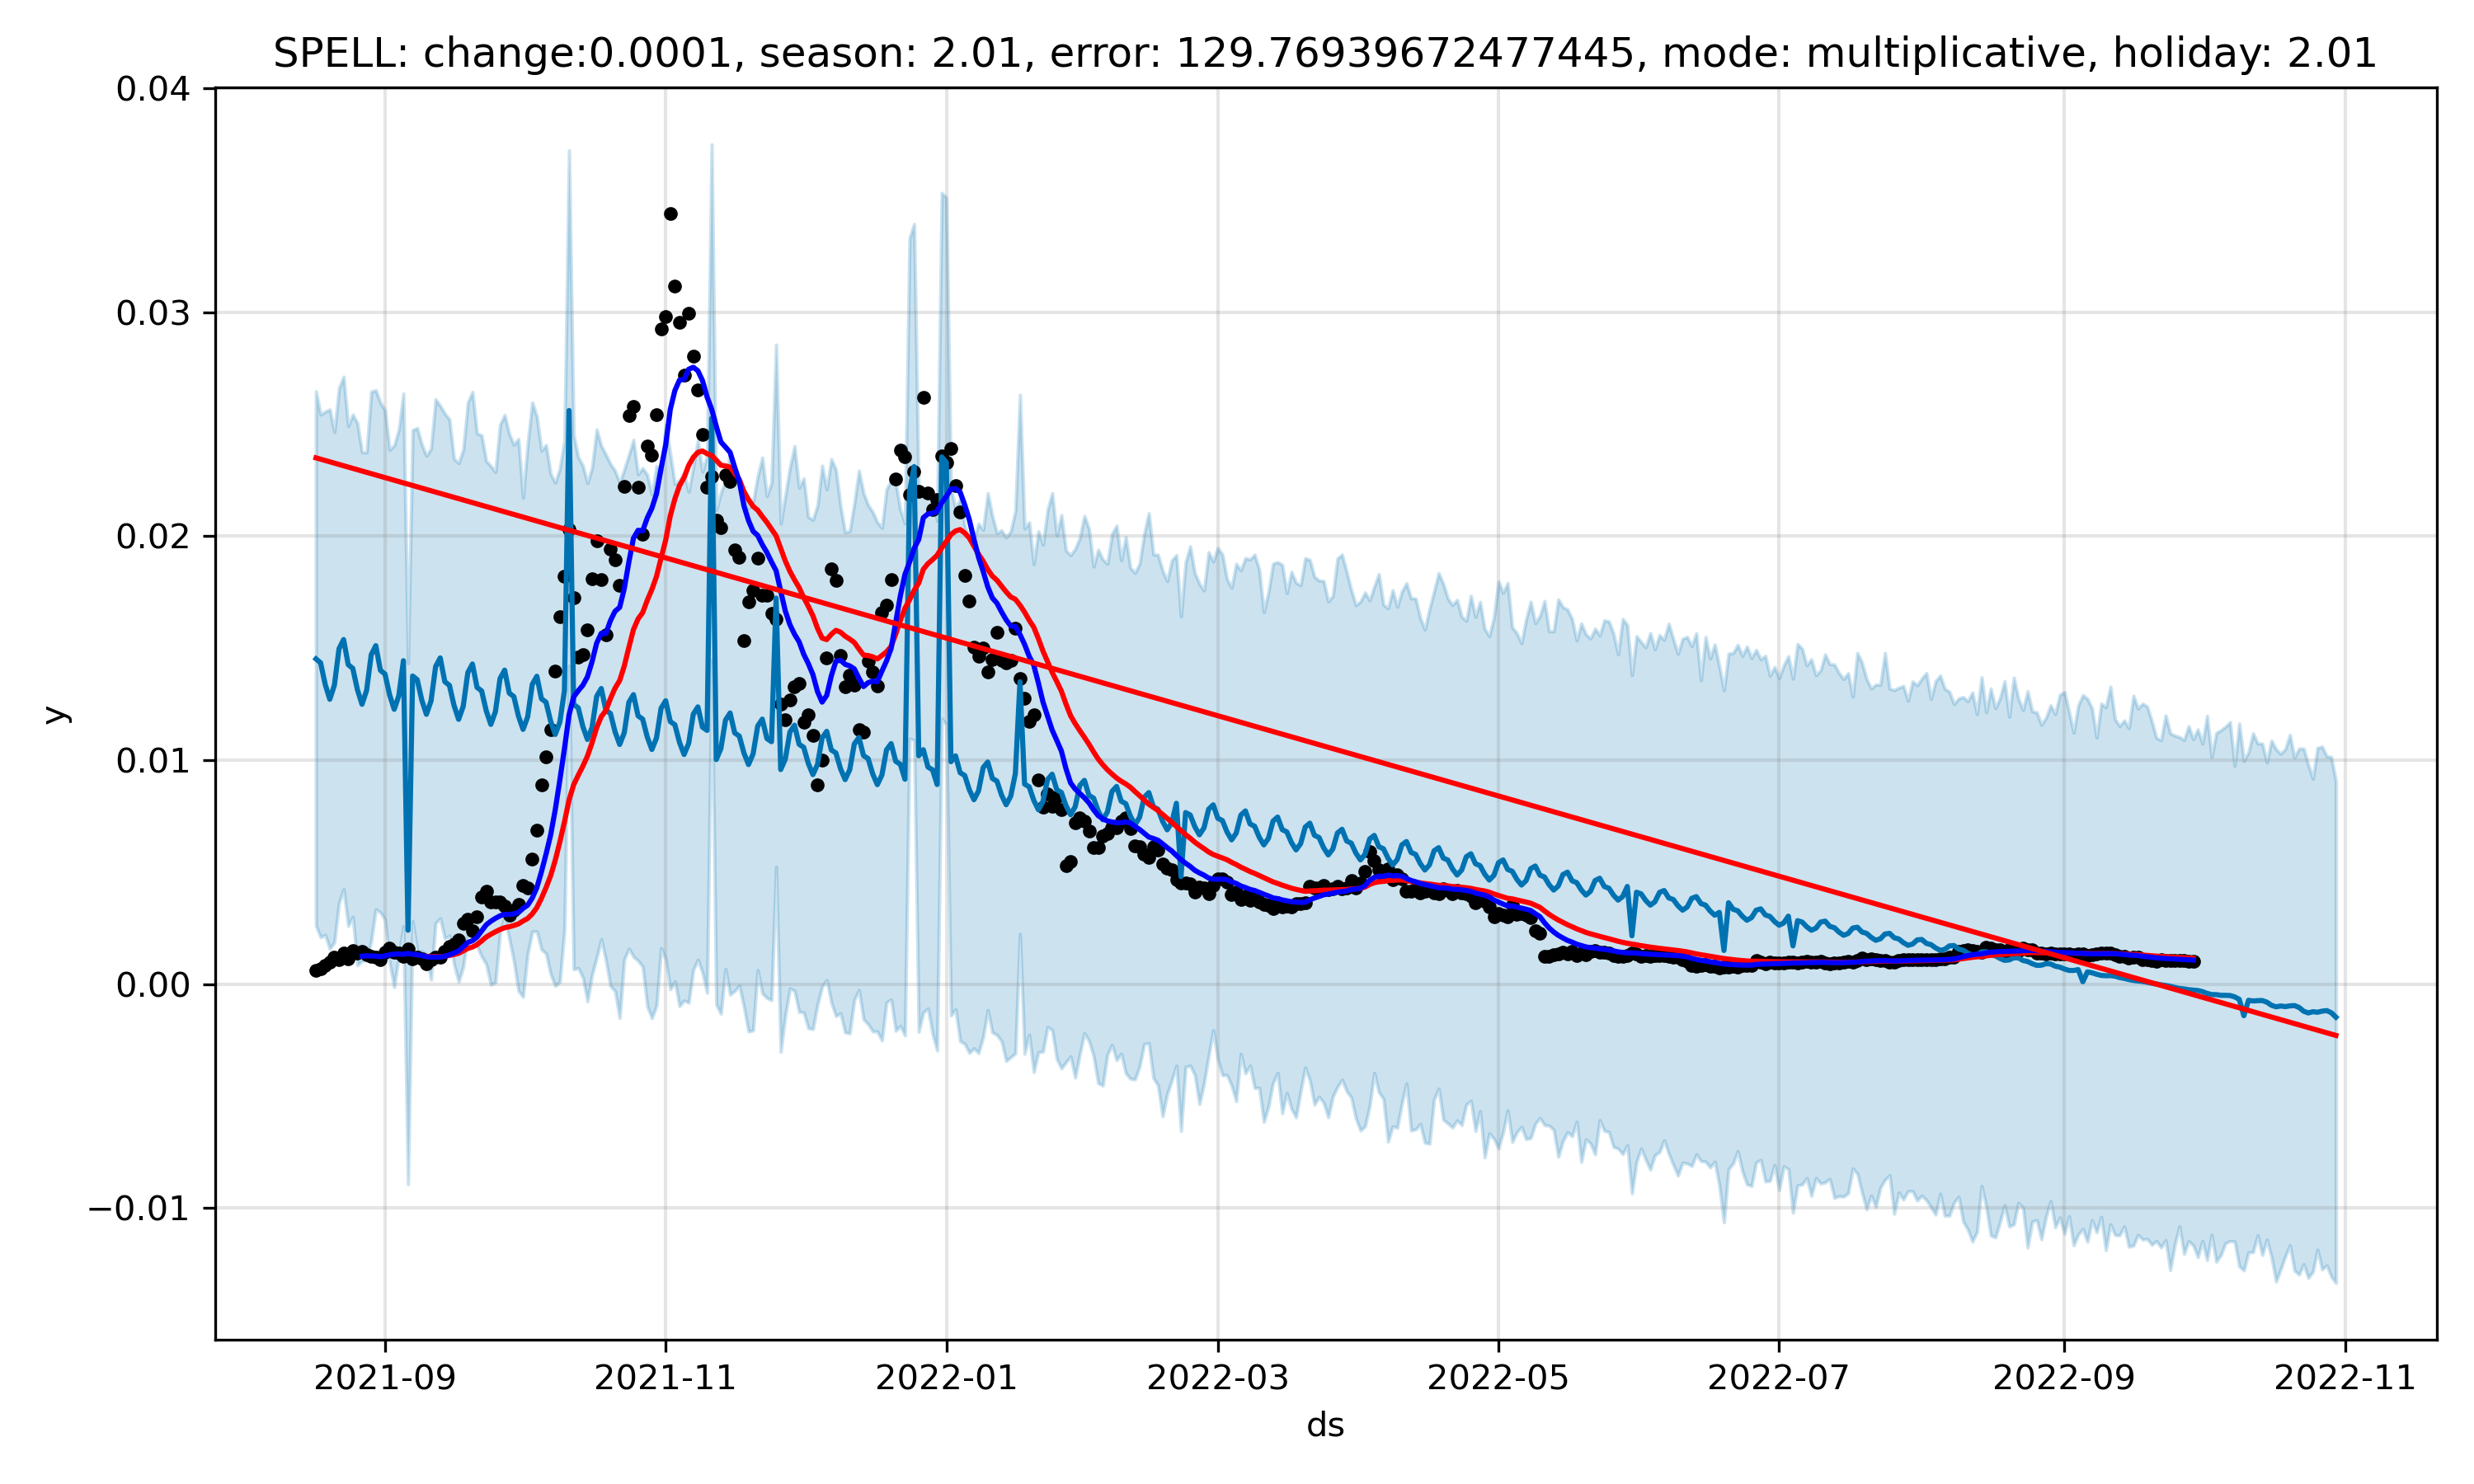 SPELL: change:0.0001, season: 2.01, error: 129.76939672477445, mode: multiplicative, holiday: 2.01
0.04
0.03
0.02
0.01
0.00
−0.01
y
2021-09 2021-11 2022-01 2022-03 2022-05 2022-07 2022-09 2022-11
ds